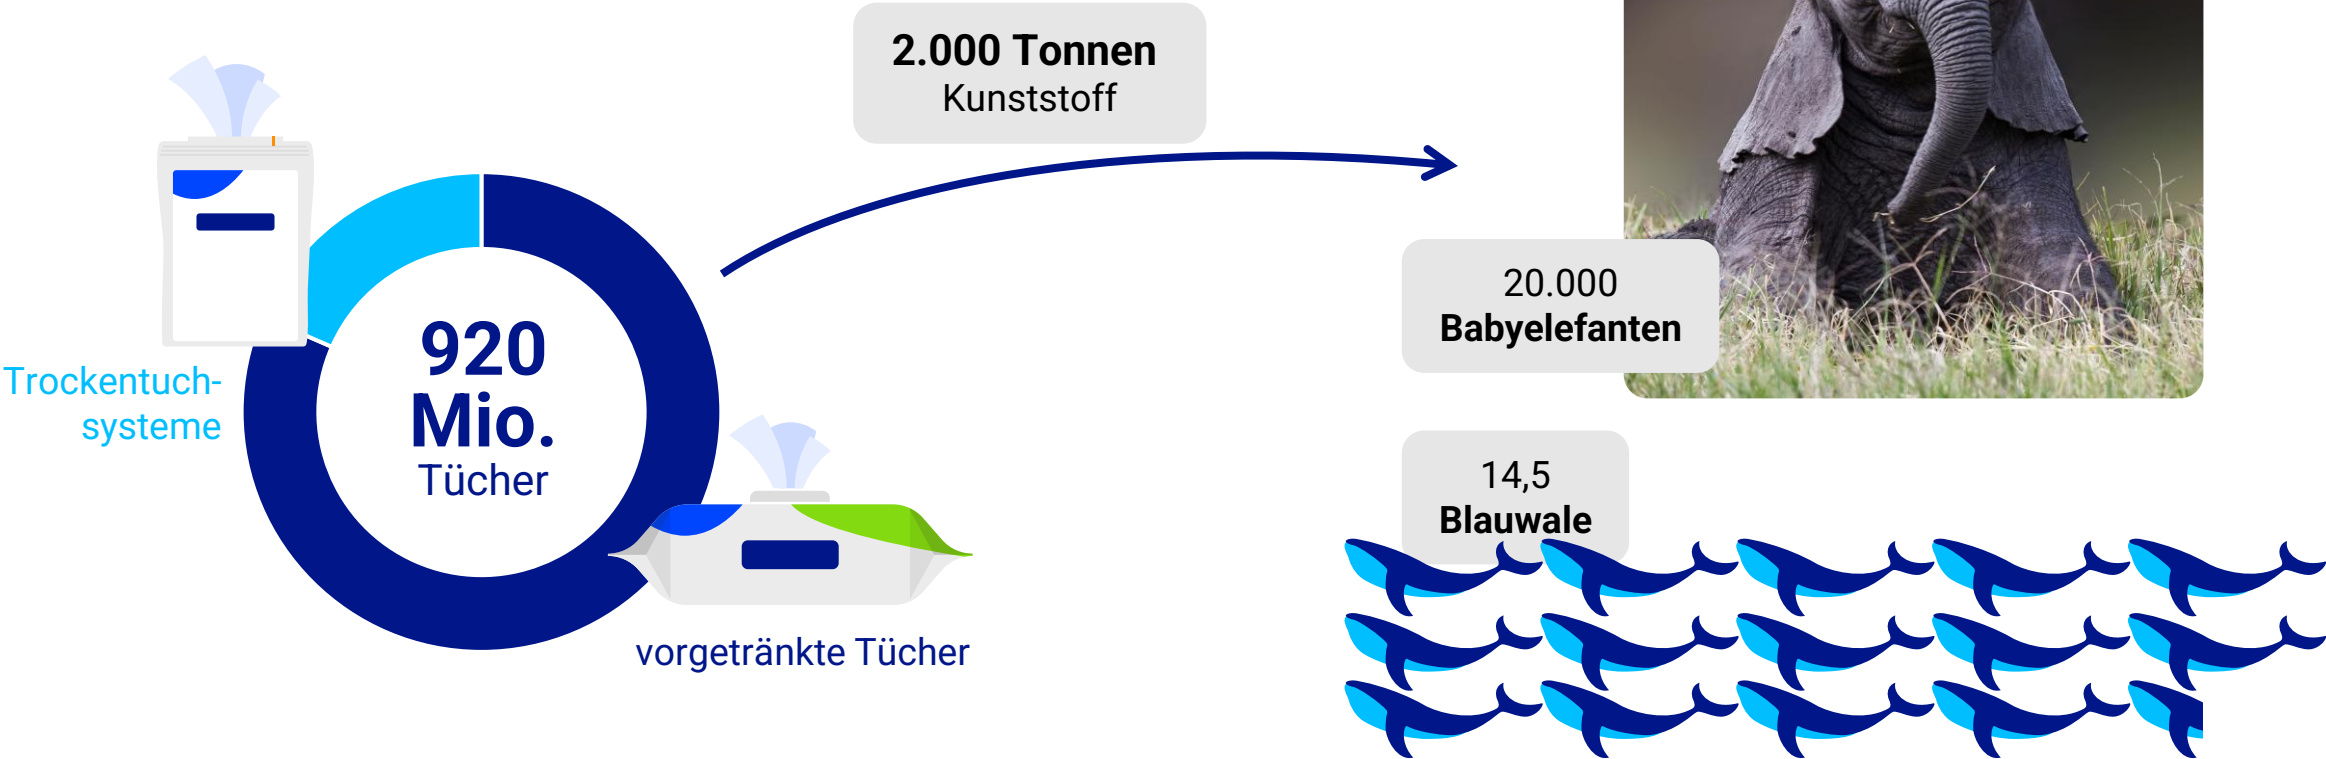 2.000 Tonnen
Kunststoff
920
Mio.
Tücher
Trockentuch-
systeme
vorgetränkte Tücher
20.000
Babyelefanten
14,5
Blauwale